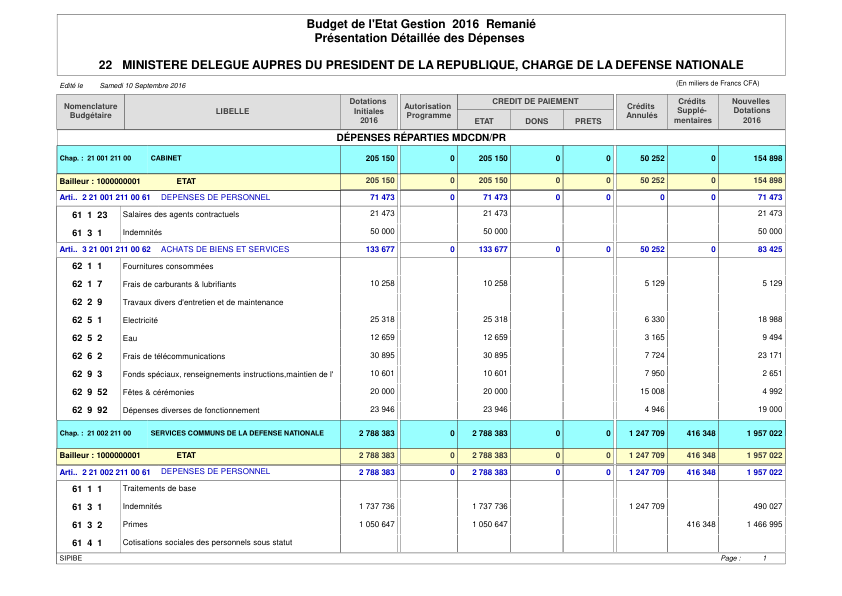 Budget de l'Etat Gestion 2016 Remanié
Présentation Détaillée des Dépenses
22 MINISTERE DELEGUE AUPRES DU PRESIDENT DE LA REPUBLIQUE, CHARGE DE LA DEFENSE NATIONALE
Edité le Samedi 10 Septembre 2016 (En miliers de Francs CFA)
Nomenclature Budgétaire LIBELLE Dotations Initiales 2016 Autorisation Programme CREDIT DE PAIEMENT ETAT DONS PRETS Crédits Annulés Crédits Supplé-mentaires Nouvelles Dotations 2016
DÉPENSES RÉPARTIES MDCDN/PR
Chap. : 21 001 211 00 CABINET 205 150 0 205 150 0 0 50 252 0 154 898
Bailleur : 1000000001 ETAT 205 150 0 205 150 0 0 50 252 0 154 898
Arti.. 2 21 001 211 00 61 DEPENSES DE PERSONNEL 71 473 0 71 473 0 0 0 0 71 473
61 1 23 Salaires des agents contractuels 21 473 21 473 21 473
61 3 1 Indemnités 50 000 50 000 50 000
Arti.. 3 21 001 211 00 62 ACHATS DE BIENS ET SERVICES 133 677 0 133 677 0 0 50 252 0 83 425
62 1 1 Fournitures consommées
62 1 7 Frais de carburants & lubrifiants 10 258 10 258 5 129 5 129
62 2 9 Travaux divers d'entretien et de maintenance
62 5 1 Electricité 25 318 25 318 6 330 18 988
62 5 2 Eau 12 659 12 659 3 165 9 494
62 6 2 Frais de télécommunications 30 895 30 895 7 724 23 171
62 9 3 Fonds spéciaux, renseignements instructions,maintien de l' 10 601 10 601 7 950 2 651
62 9 52 Fêtes & cérémonies 20 000 20 000 15 008 4 992
62 9 92 Dépenses diverses de fonctionnement 23 946 23 946 4 946 19 000
Chap. : 21 002 211 00 SERVICES COMMUNS DE LA DEFENSE NATIONALE 2 788 383 0 2 788 383 0 0 1 247 709 416 348 1 957 022
Bailleur : 1000000001 ETAT 2 788 383 0 2 788 383 0 0 1 247 709 416 348 1 957 022
Arti.. 2 21 002 211 00 61 DEPENSES DE PERSONNEL 2 788 383 0 2 788 383 0 0 1 247 709 416 348 1 957 022
61 1 1 Traitements de base
61 3 1 Indemnités 1 737 736 1 737 736 1 247 709 490 027
61 3 2 Primes 1 050 647 1 050 647 416 348 1 466 995
61 4 1 Cotisations sociales des personnels sous statut
SIPIBE Page : 1